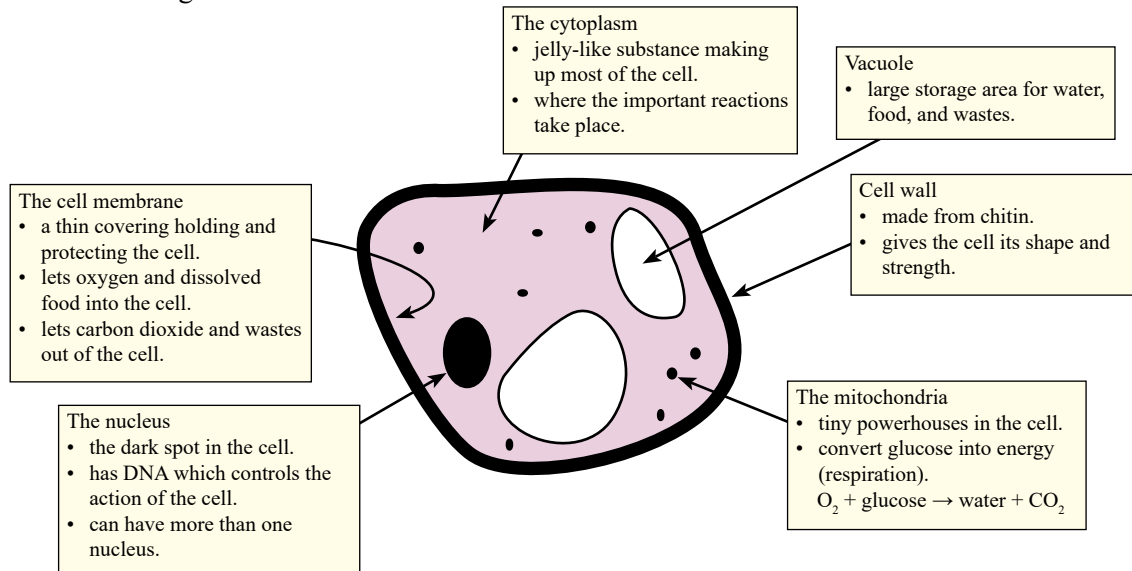 The cytoplasm
• jelly-like substance making
up most of the cell.
• where the important reactions
take place.
Vacuole
• large storage area for water,
food, and wastes.
The cell membrane
• a thin covering holding and
protecting the cell.
• lets oxygen and dissolved
food into the cell.
• lets carbon dioxide and wastes
out of the cell.
Cell wall
• made from chitin.
• gives the cell its shape and
strength.
The nucleus
• the dark spot in the cell.
• has DNA which controls the
action of the cell.
• can have more than one
nucleus.
The mitochondria
• tiny powerhouses in the cell.
• convert glucose into energy
(respiration).
O₂ + glucose → water + CO₂